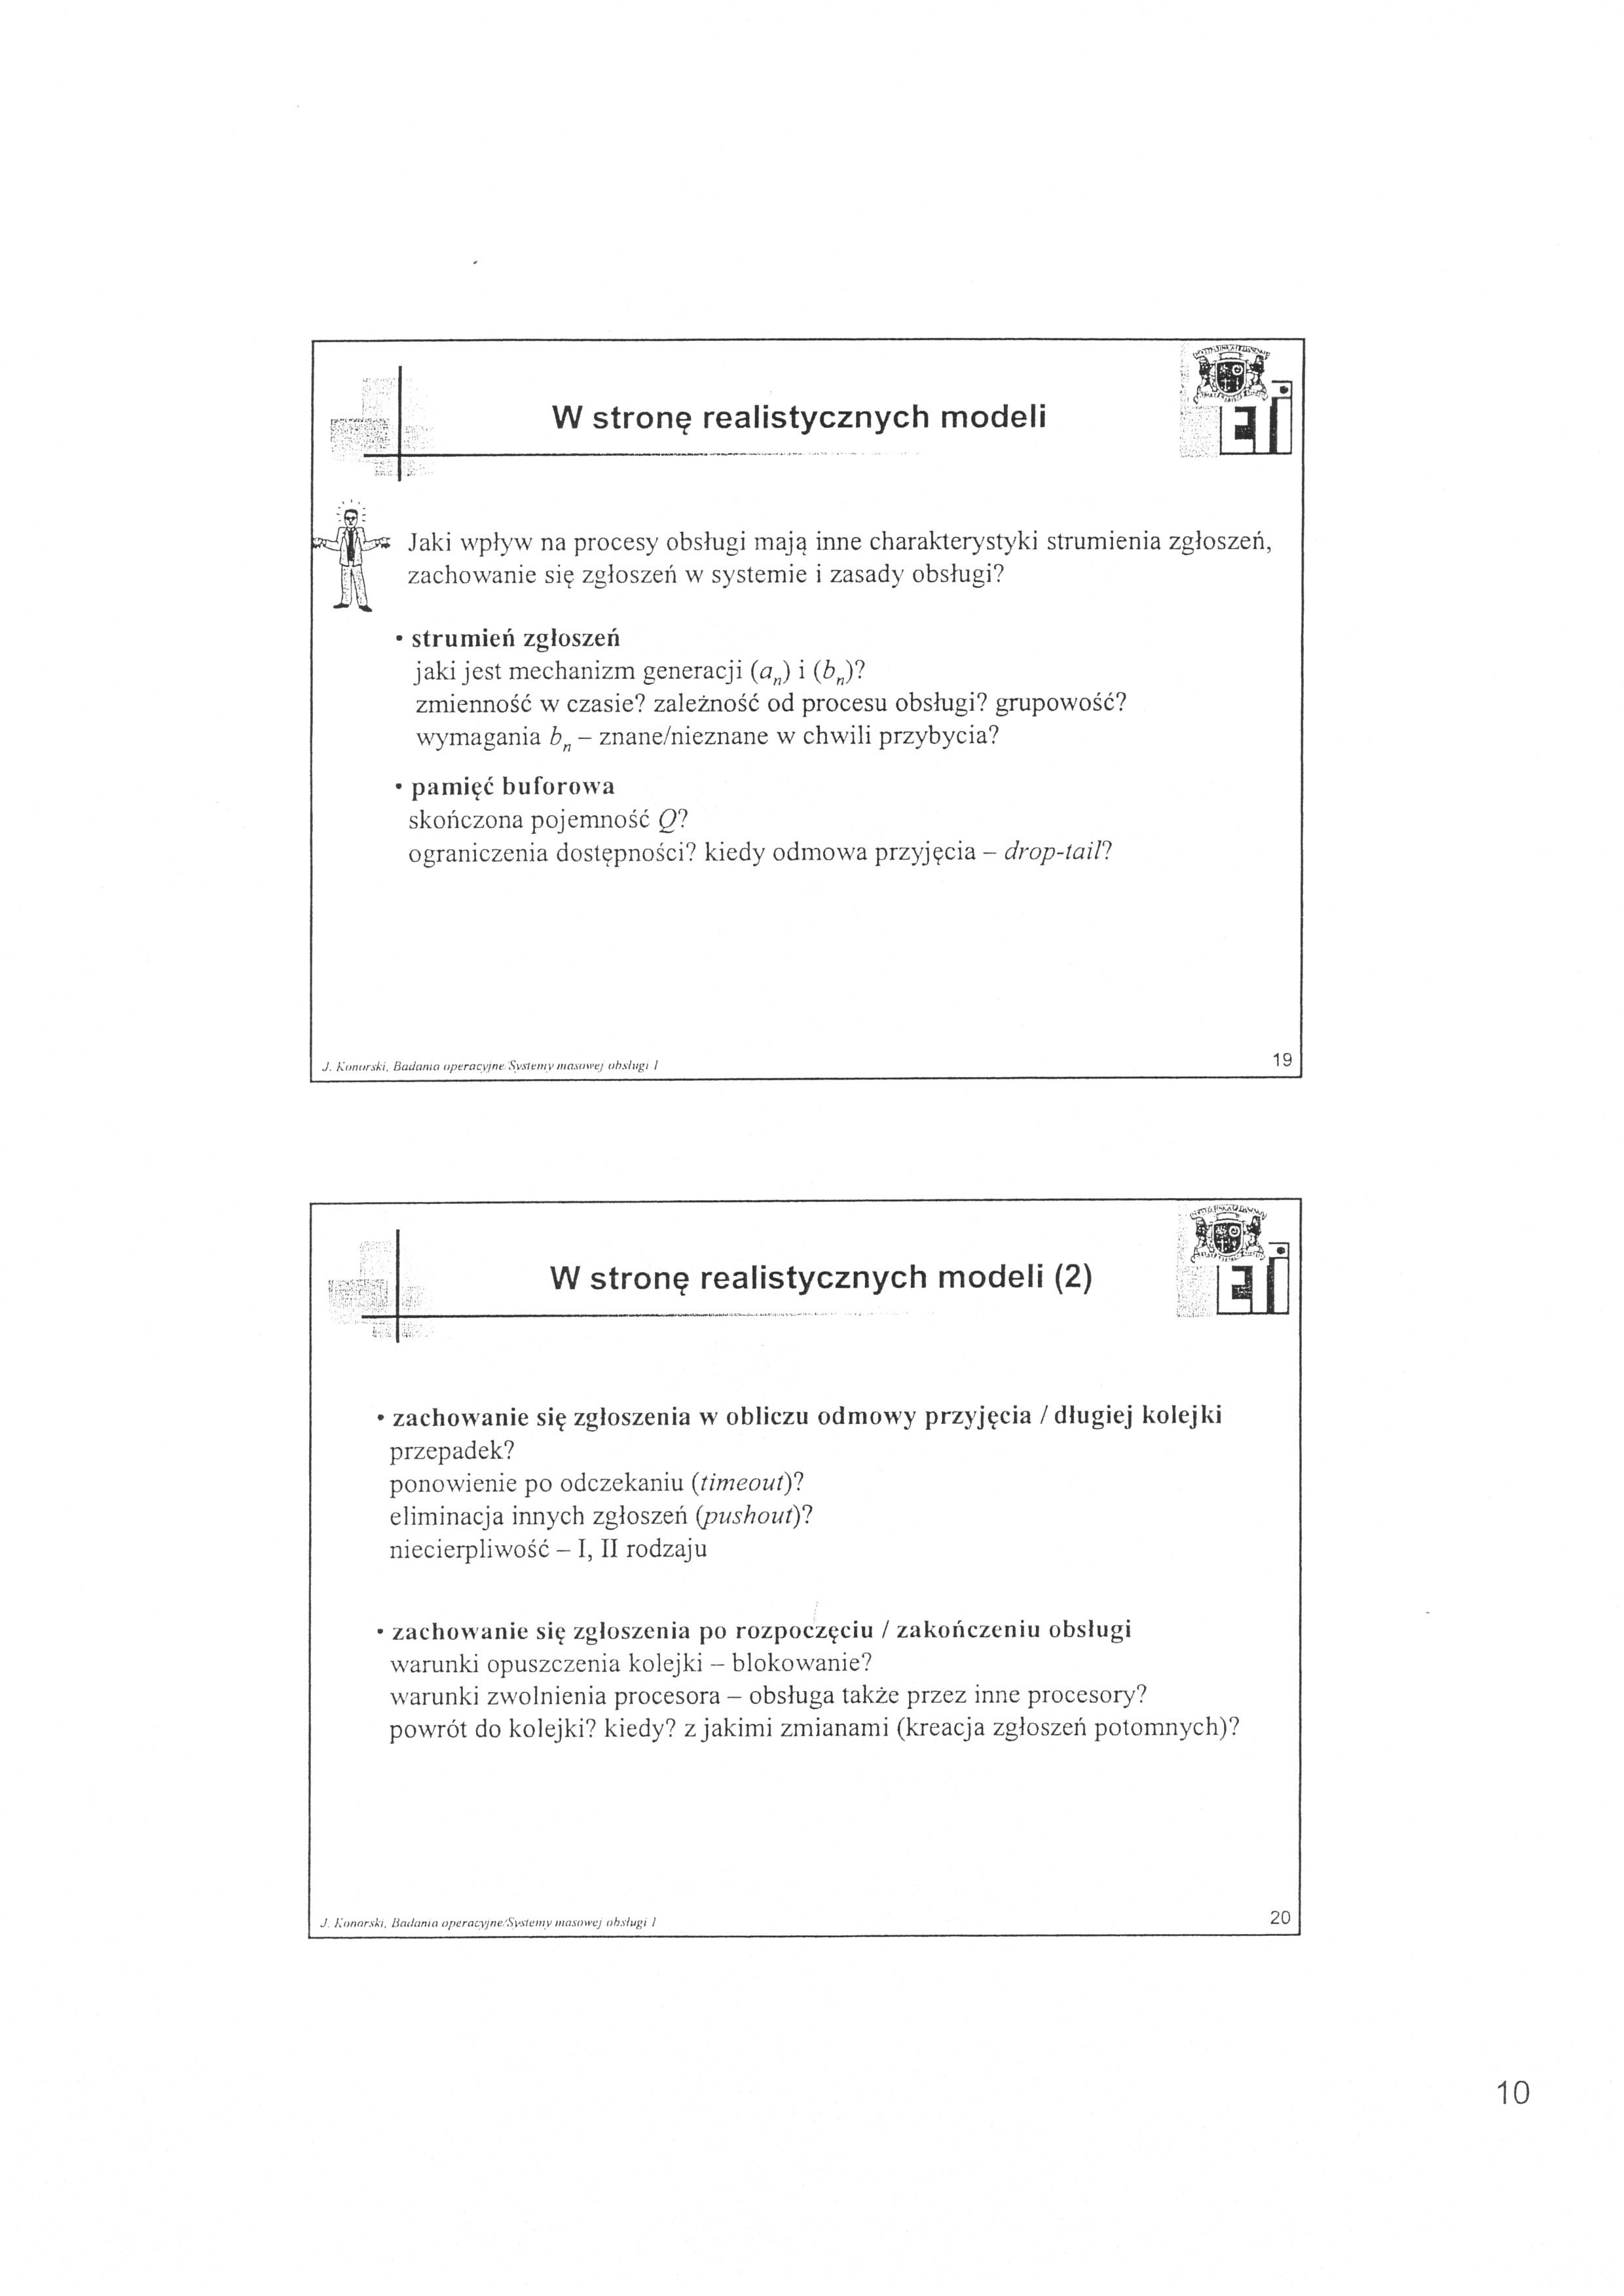 W stronę realistycznych modeli
Jaki wpływ na procesy obsługi mają inne charakterystyki strumienia zgłoszeń,
zachowanie się zgłoszeń w systemie i zasady obsługi?
• strumień zgłoszeń
jaki jest mechanizm generacji (aₙ) i (bₙ)?
zmienność w czasie? zależność od procesu obsługi? grupowość?
wymagania bₙ – znane/nieznane w chwili przybycia?
• pamięć buforowa
skończona pojemność Q?
ograniczenia dostępności? kiedy odmowa przyjęcia – drop-tail?
J. Konorski, Badania operacyjne/Systemy masowej obsługi I
19
W stronę realistycznych modeli (2)
• zachowanie się zgłoszenia w obliczu odmowy przyjęcia / długiej kolejki
przepadek?
ponowienie po odczekaniu (timeout)?
eliminacja innych zgłoszeń (pushout)?
niecierpliwość – I, II rodzaju
• zachowanie się zgłoszenia po rozpoczęciu / zakończeniu obsługi
warunki opuszczenia kolejki – blokowanie?
warunki zwolnienia procesora – obsługa także przez inne procesory?
powrót do kolejki? kiedy? z jakimi zmianami (kreacja zgłoszeń potomnych)?
J. Konorski, Badania operacyjne/Systemy masowej obsługi I
20
10